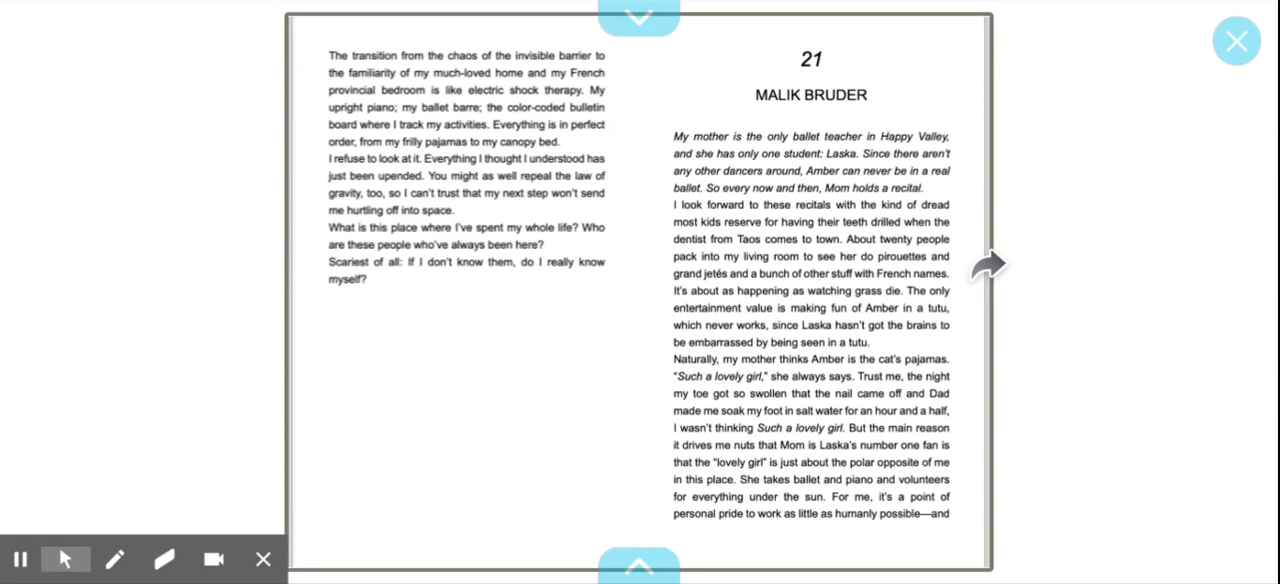 The transition from the chaos of the invisible barrier to
the familiarity of my much-loved home and my French
provincial bedroom is like electric shock therapy. My
upright piano; my ballet barre; the color-coded bulletin
board where I track my activities. Everything is in perfect
order, from my frilly pajamas to my canopy bed.
I refuse to look at it. Everything I thought I understood has
just been upended. You might as well repeal the law of
gravity, too, so I can't trust that my next step won't send
me hurtling off into space.
What is this place where I've spent my whole life? Who
are these people who've always been here?
Scariest of all: If I don't know them, do I really know
myself?
21
MALIK BRUDER
My mother is the only ballet teacher in Happy Valley,
and she has only one student: Laska. Since there aren't
any other dancers around, Amber can never be in a real
ballet. So every now and then, Mom holds a recital.
I look forward to these recitals with the kind of dread
most kids reserve for having their teeth drilled when the
dentist from Taos comes to town. About twenty people
pack into my living room to see her do pirouettes and
grand jetés and a bunch of other stuff with French names.
It's about as happening as watching grass die. The only
entertainment value is making fun of Amber in a tutu,
which never works, since Laska hasn't got the brains to
be embarrassed by being seen in a tutu.
Naturally, my mother thinks Amber is the cat's pajamas.
“Such a lovely girl,” she always says. Trust me, the night
my toe got so swollen that the nail came off and Dad
made me soak my foot in salt water for an hour and a half,
I wasn't thinking Such a lovely girl. But the main reason
it drives me nuts that Mom is Laska's number one fan is
that the “lovely girl” is just about the polar opposite of me
in this place. She takes ballet and piano and volunteers
for everything under the sun. For me, it's a point of
personal pride to work as little as humanly possible—and